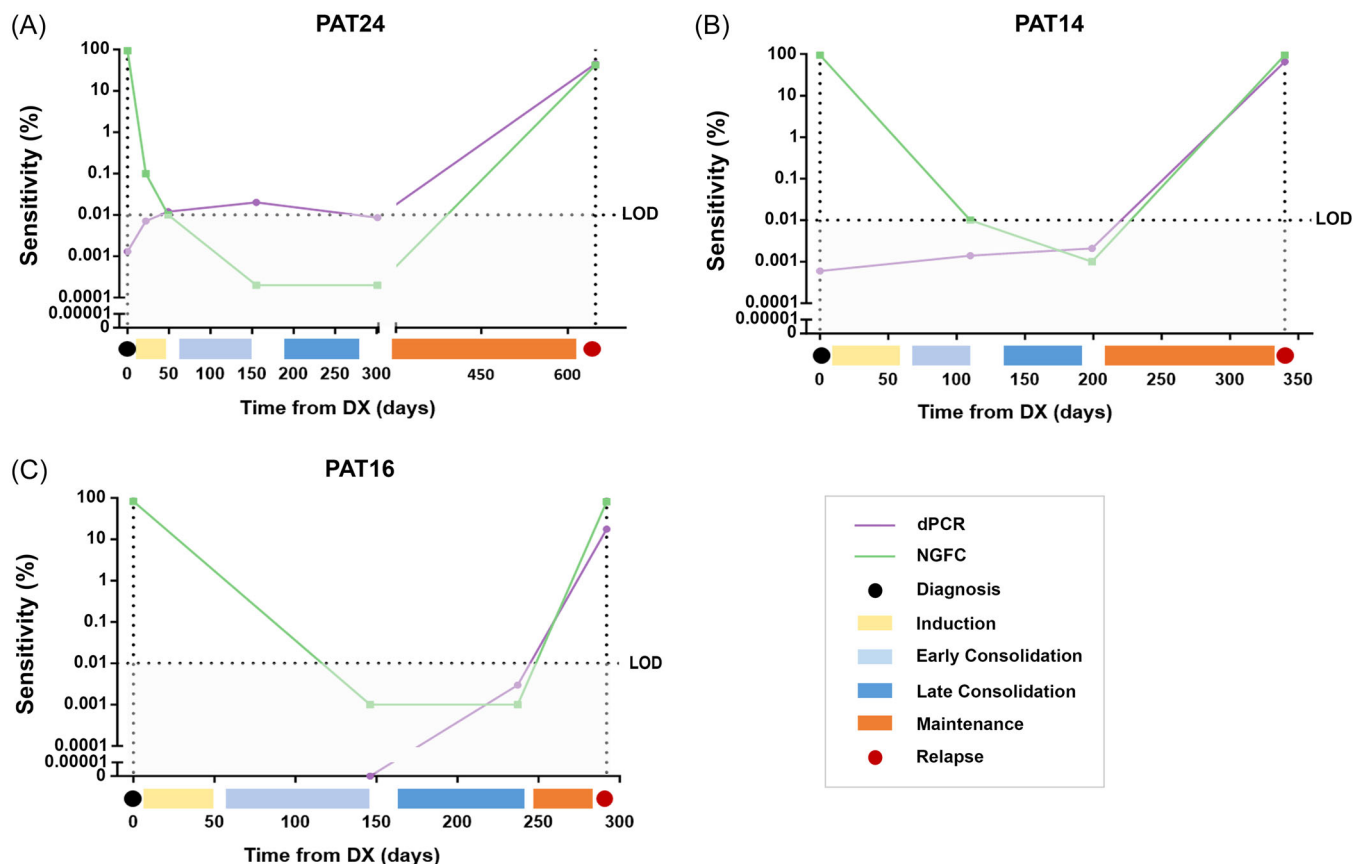 (A)
PAT24
Sensitivity (%)
100
10
1
0.1
0.01
0.001
0.0001
0.00001
0
LOD
0 50 100 150 200 250 300 450 600
Time from DX (days)
(B)
PAT14
Sensitivity (%)
100
10
1
0.1
0.01
0.001
0.0001
0.00001
0
LOD
0 50 100 150 200 250 300 350
Time from DX (days)
(C)
PAT16
Sensitivity (%)
100
10
1
0.1
0.01
0.001
0.0001
0.00001
0
LOD
0 50 100 150 200 250 300
Time from DX (days)
dPCR
NGFC
Diagnosis
Induction
Early Consolidation
Late Consolidation
Maintenance
Relapse